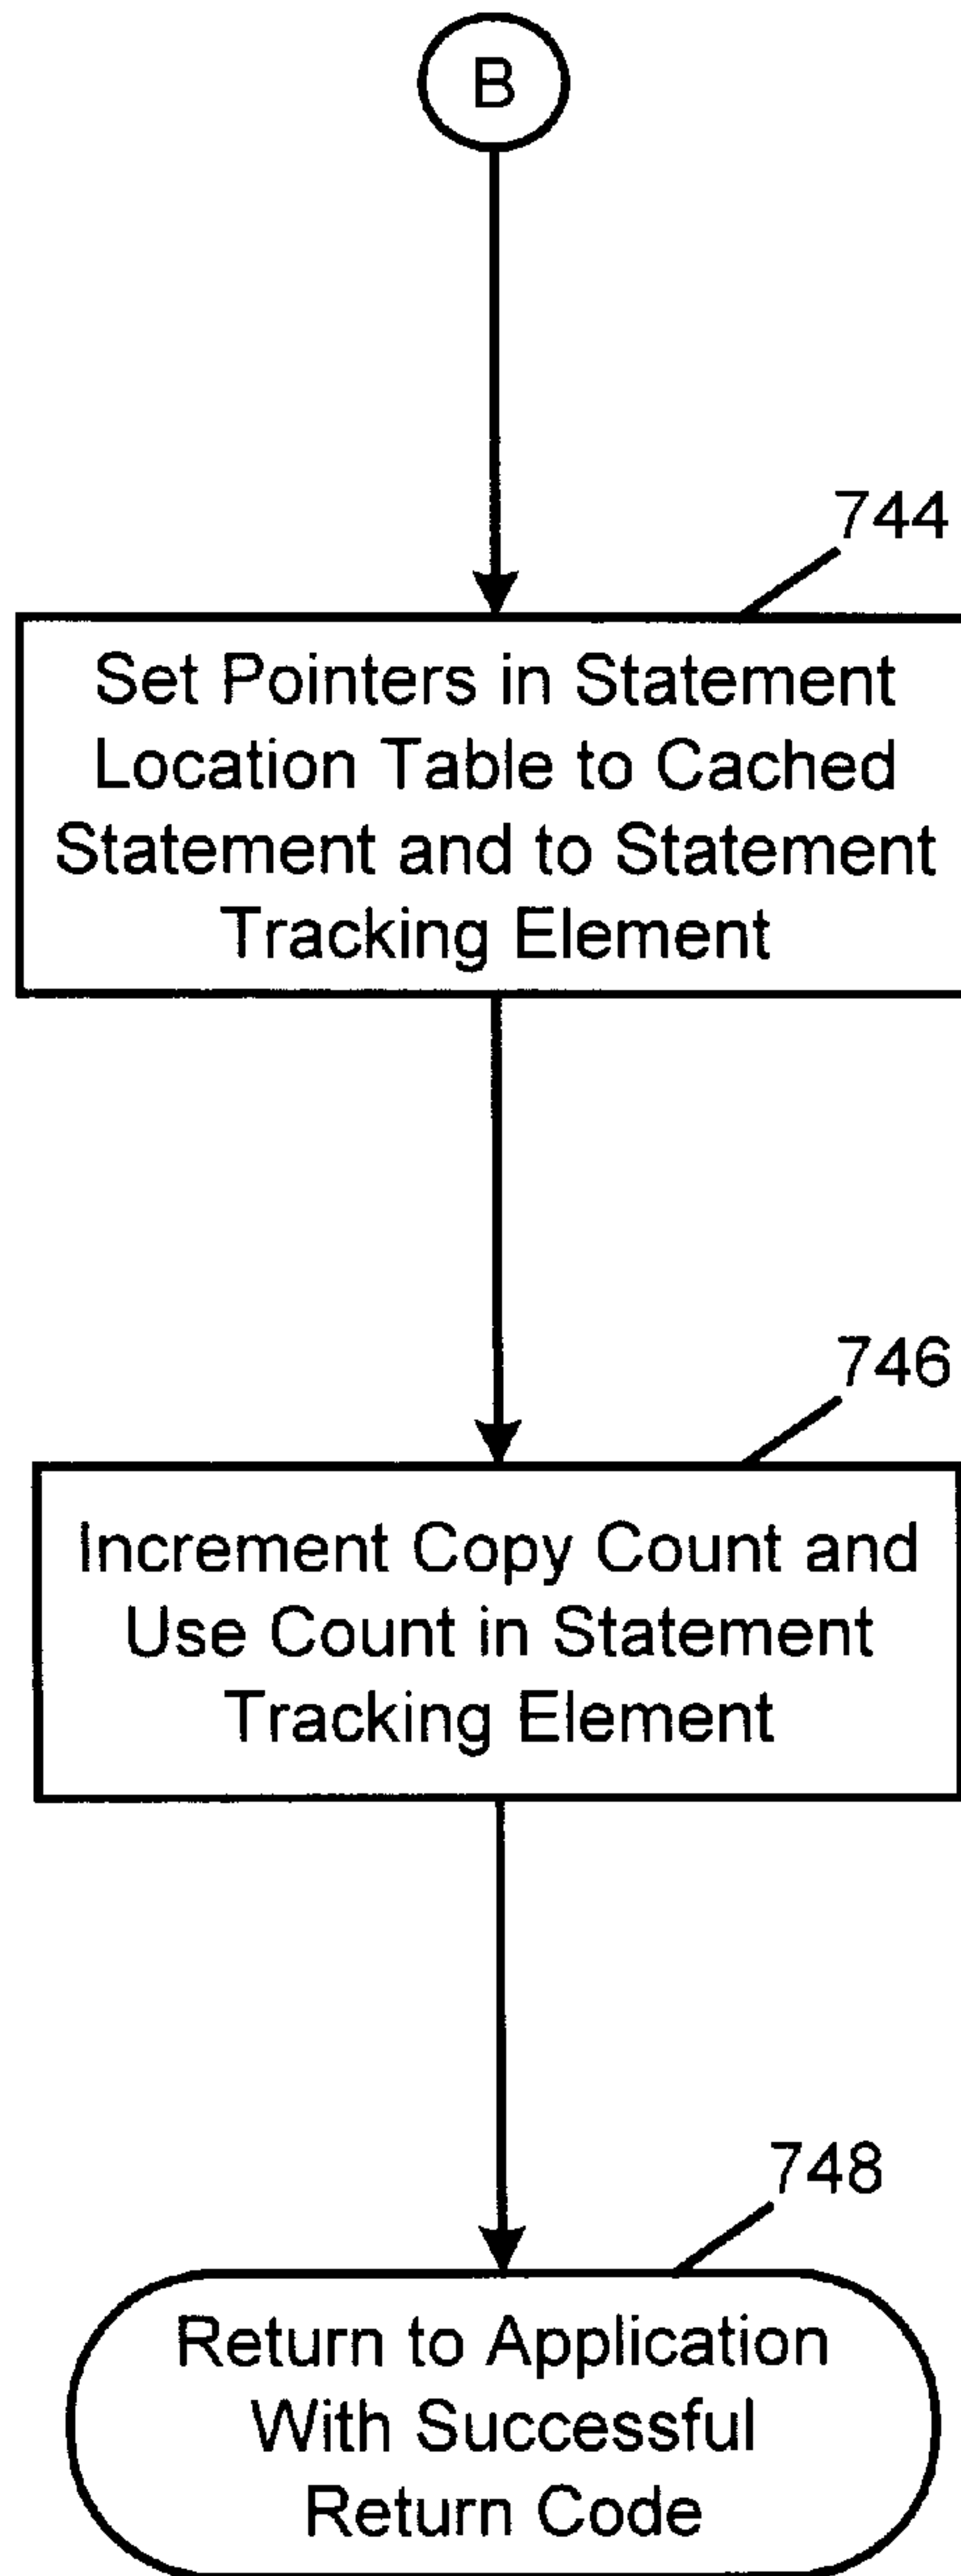 B
744
Set Pointers in Statement
Location Table to Cached
Statement and to Statement
Tracking Element
746
Increment Copy Count and
Use Count in Statement
Tracking Element
748
Return to Application
With Successful
Return Code